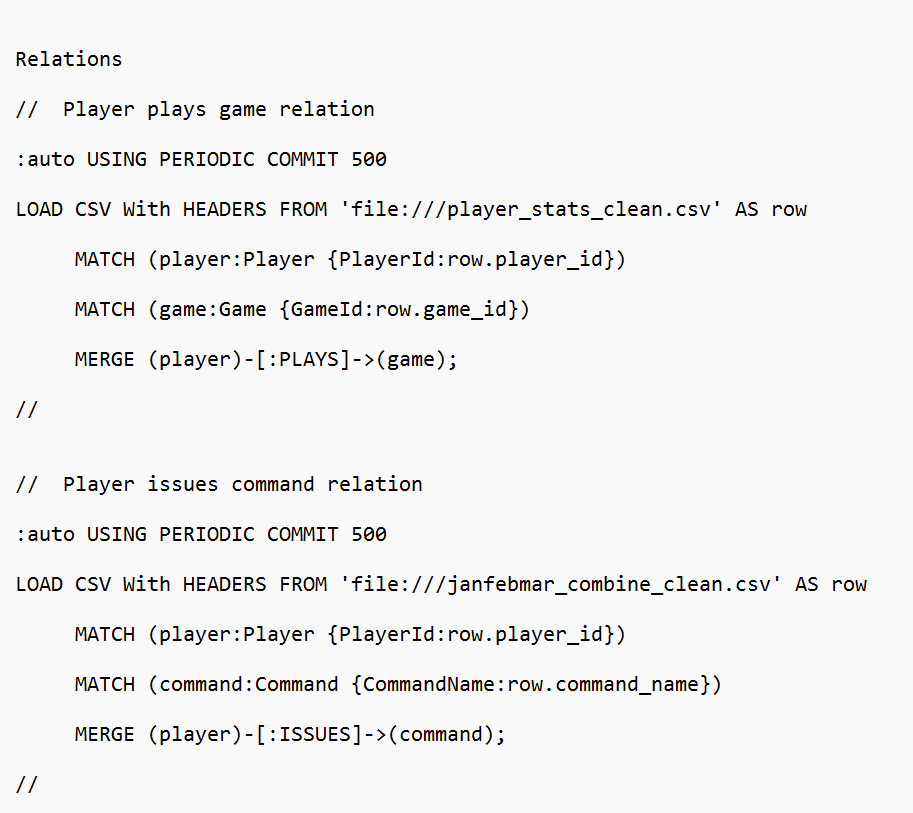 Relations
//  Player plays game relation
:auto USING PERIODIC COMMIT 500
LOAD CSV With HEADERS FROM 'file:///player_stats_clean.csv' AS row
     MATCH (player:Player {PlayerId:row.player_id})
     MATCH (game:Game {GameId:row.game_id})
     MERGE (player)-[:PLAYS]->(game);
//
//  Player issues command relation
:auto USING PERIODIC COMMIT 500
LOAD CSV With HEADERS FROM 'file:///janfebmar_combine_clean.csv' AS row
     MATCH (player:Player {PlayerId:row.player_id})
     MATCH (command:Command {CommandName:row.command_name})
     MERGE (player)-[:ISSUES]->(command);
//